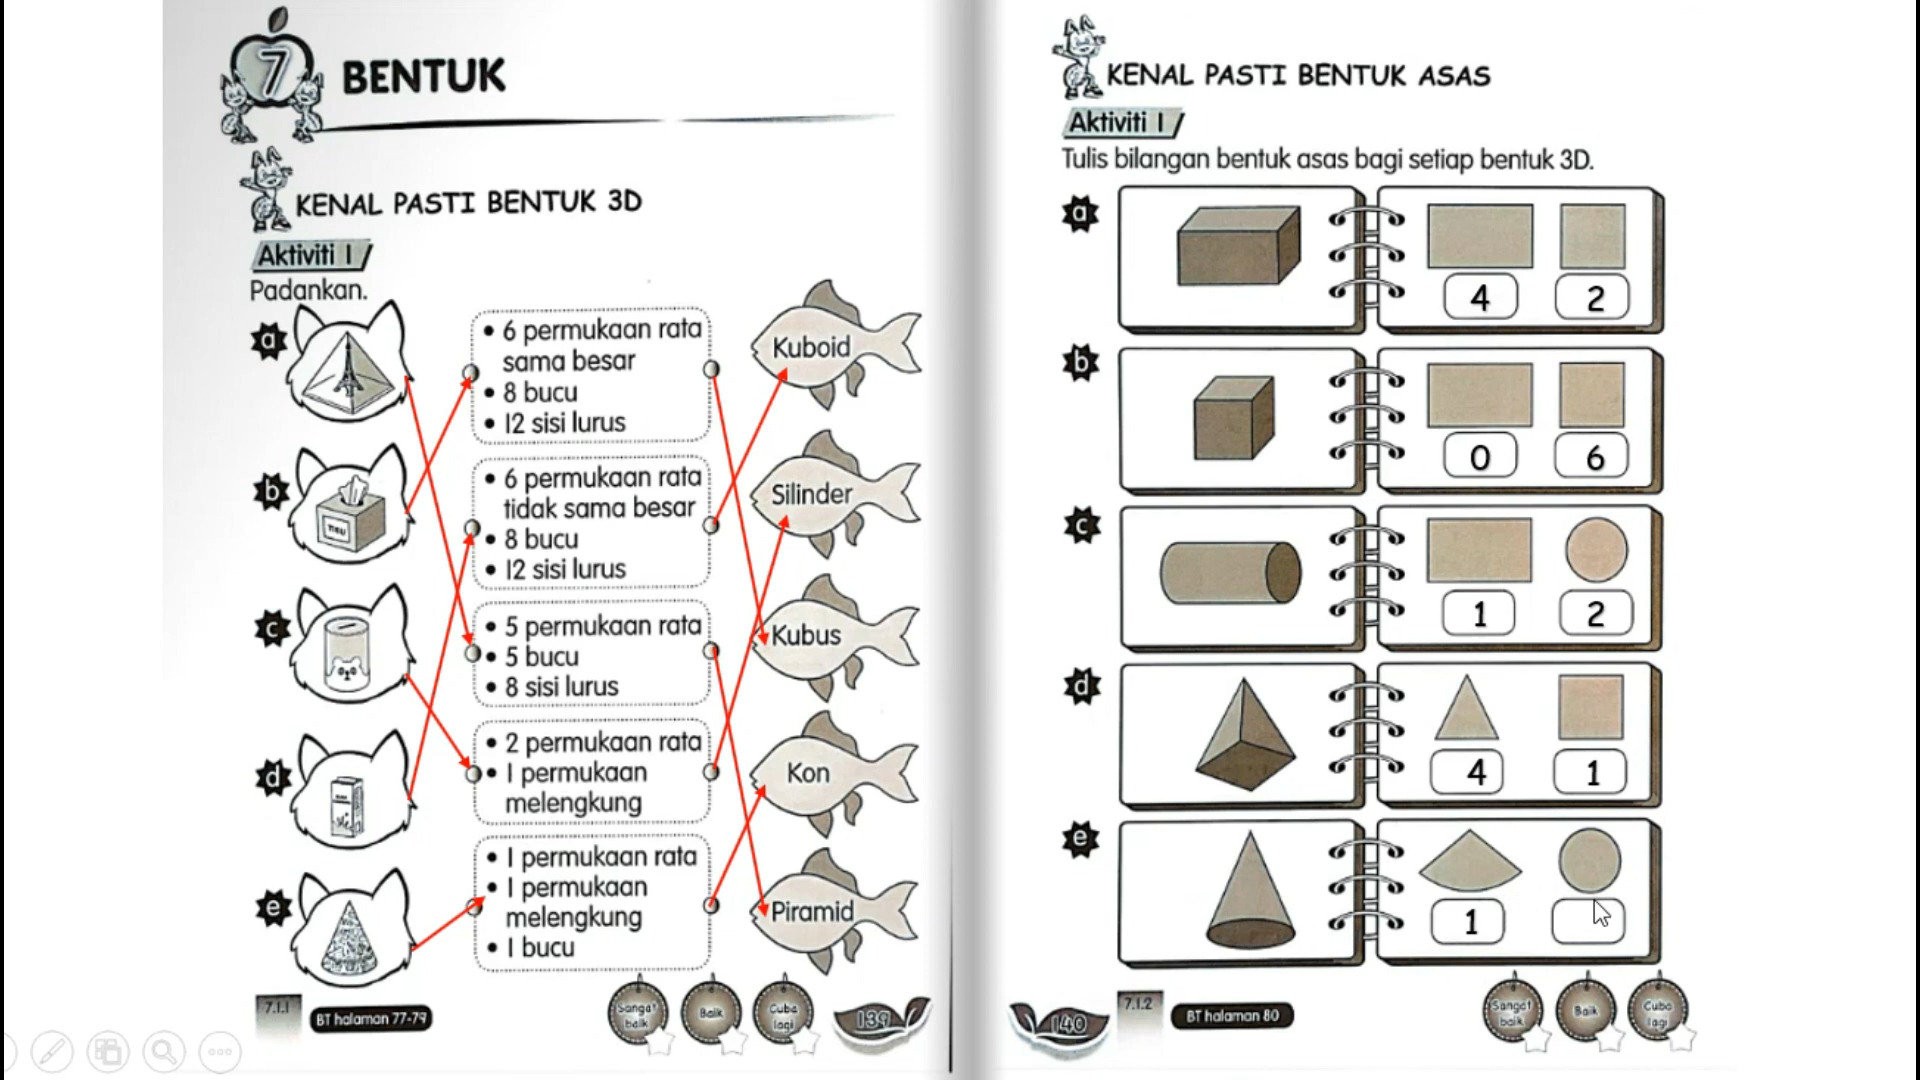 7
BENTUK
KENAL PASTI BENTUK 3D
Aktiviti 1
Padankan.
a
b
TISU
c
d
e
• 6 permukaan rata
sama besar
• 8 bucu
• 12 sisi lurus
• 6 permukaan rata
tidak sama besar
• 8 bucu
• 12 sisi lurus
• 5 permukaan rata
• 5 bucu
• 8 sisi lurus
• 2 permukaan rata
• 1 permukaan
melengkung
• 1 permukaan rata
• 1 permukaan
melengkung
• 1 bucu
Kuboid
Silinder
Kubus
Kon
Piramid
7.1.1
BT halaman 77-79
Sangat
baik
Baik
Cuba
lagi
139
KENAL PASTI BENTUK ASAS
Aktiviti 1
Tulis bilangan bentuk asas bagi setiap bentuk 3D.
a
4 2
b
0 6
c
1 2
d
4 1
e
1
140
7.1.2
BT halaman 80
Sangat
baik
Baik
Cuba
lagi